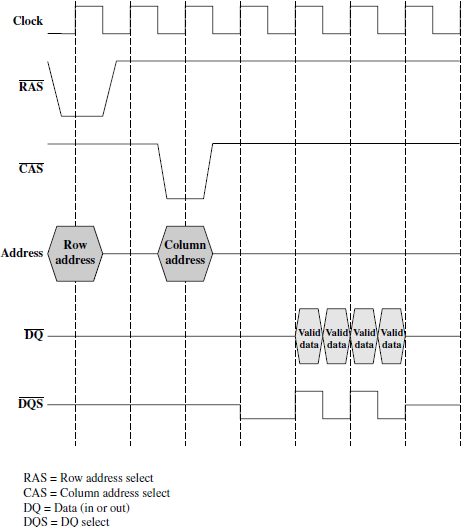 Clock
RAS
CAS
Address
Row
address
Column
address
DQ
Valid Valid Valid Valid
data data data data
DQS
RAS = Row address select
CAS = Column address select
DQ = Data (in or out)
DQS = DQ select